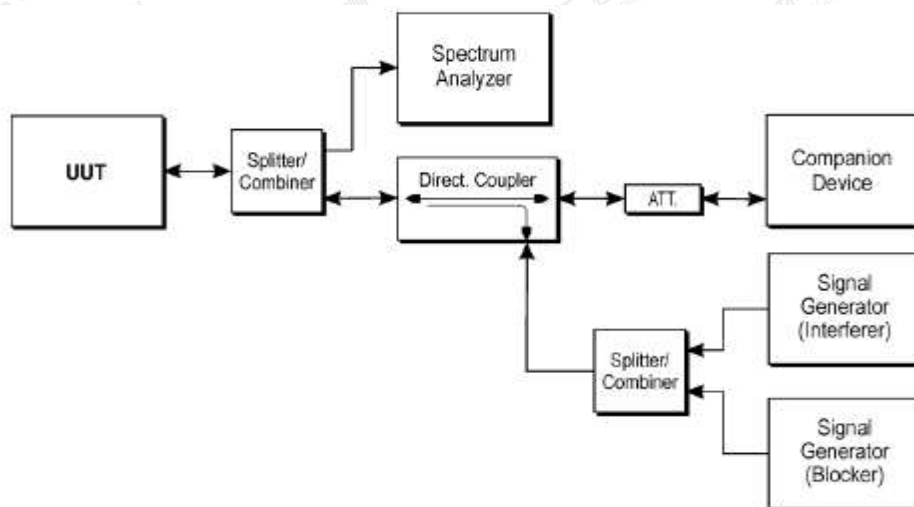 Spectrum
Analyzer
UUT
Splitter/
Combiner
Direct. Coupler
ATT.
Companion
Device
Signal
Generator
(Interferer)
Splitter/
Combiner
Signal
Generator
(Blocker)